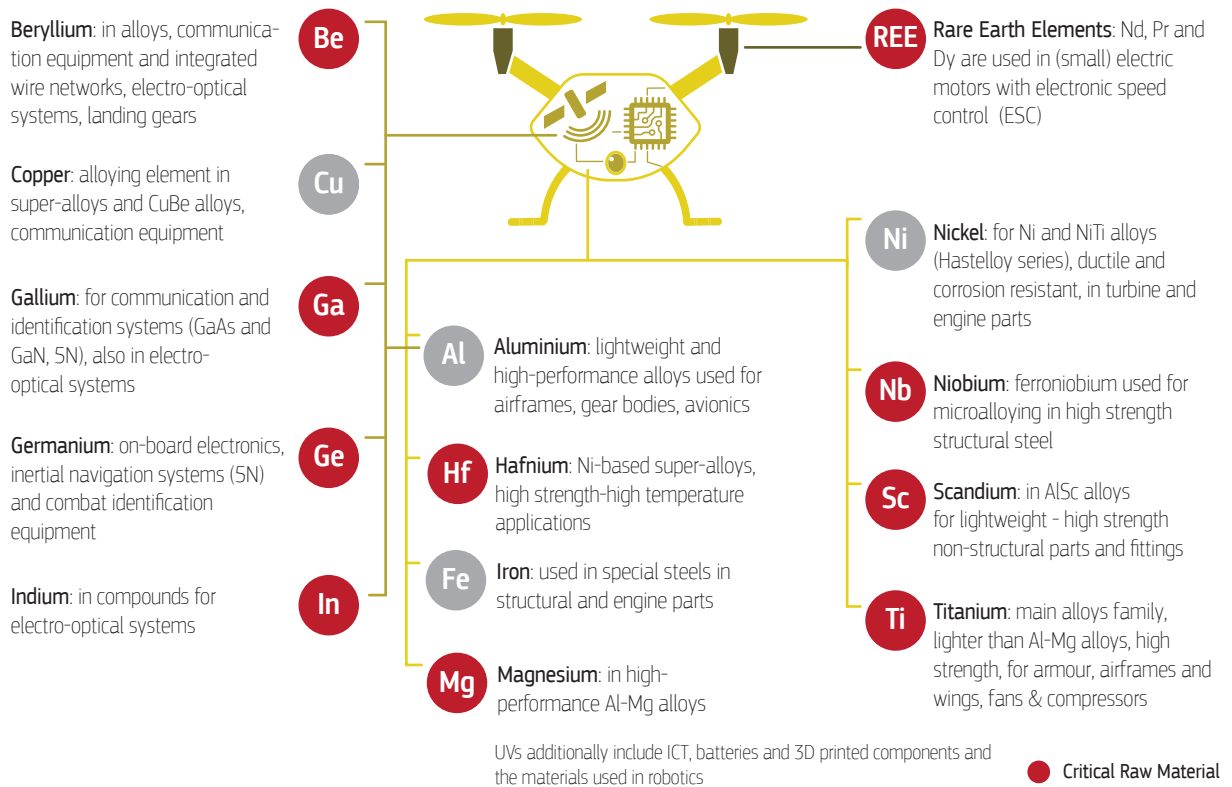 Be
Beryllium: in alloys, communica-
tion equipment and integrated
wire networks, electro-optical
systems, landing gears
Cu
Copper: alloying element in
super-alloys and CuBe alloys,
communication equipment
Ga
Gallium: for communication and
identification systems (GaAs and
GaN, 5N), also in electro-
optical systems
Ge
Germanium: on-board electronics,
inertial navigation systems (5N)
and combat identification
equipment
In
Indium: in compounds for
electro-optical systems
Al
Aluminium: lightweight and
high-performance alloys used for
airframes, gear bodies, avionics
Hf
Hafnium: Ni-based super-alloys,
high strength-high temperature
applications
Fe
Iron: used in special steels in
structural and engine parts
Mg
Magnesium: in high-
performance Al-Mg alloys
REE
Rare Earth Elements: Nd, Pr and
Dy are used in (small) electric
motors with electronic speed
control (ESC)
Ni
Nickel: for Ni and NiTi alloys
(Hastelloy series), ductile and
corrosion resistant, in turbine and
engine parts
Nb
Niobium: ferroniobium used for
microalloying in high strength
structural steel
Sc
Scandium: in AlSc alloys
for lightweight - high strength
non-structural parts and fittings
Ti
Titanium: main alloys family,
lighter than Al-Mg alloys, high
strength, for armour, airframes and
wings, fans & compressors
UVs additionally include ICT, batteries and 3D printed components and
the materials used in robotics
Critical Raw Material